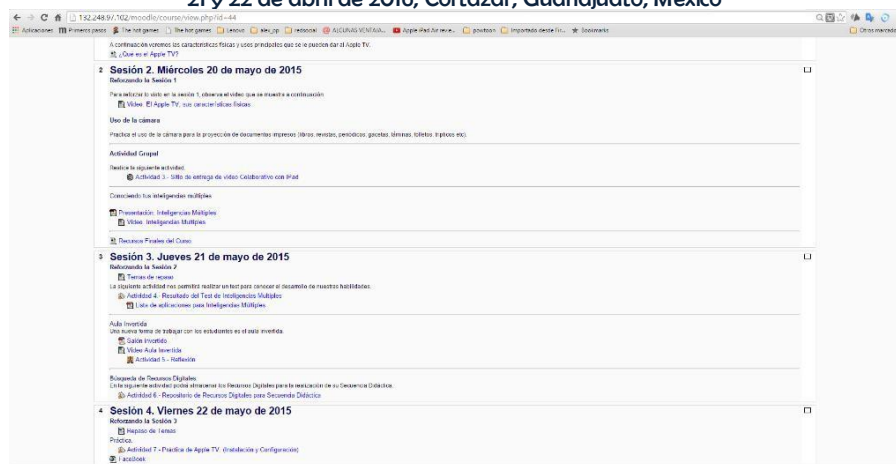 21 y 22 de abril de 2016, Cortázar, Guanajuato, México
132.248.97.102/moodle/course/view.php?id=44
Aplicaciones Primeros pasos The hot games The hot games Lenovo alex_op redsocial Apple iPad Air powtoon Importado desde Bookmarks Otros marcado
A continuación veremos las características físicas y usos principales que se le pueden dar al Apple TV.
¿Qué es el Apple TV?
2 Sesión 2. Miércoles 20 de mayo de 2015
Reforzando la Sesión 1
Para reforzar lo visto en la sesión 1, observa el video que se muestra a continuación
Video. El Apple TV, sus características físicas
Uso de la cámara
Practica el uso de la cámara para la proyección de documentos impresos (libros, revistas, periódicos, gacetas, láminas, folletos, trípticos etc).
Actividad Grupal
Realice la siguiente actividad.
Actividad 3 - Sitio de entrega de video Colaborativo con iPad
Conociendo tus inteligencias múltiples
Presentación: Inteligencias Múltiples
Video. Inteligencias Múltiples
Recursos Finales del Curso
3 Sesión 3. Jueves 21 de mayo de 2015
Reforzando la Sesión 2
Temas de repaso
La siguiente actividad nos permitirá realizar un test para conocer el desarrollo de nuestras habilidades.
Actividad 4.- Resultado del Test de Inteligencias Múltiples
Lista de aplicaciones para Inteligencias Múltiples
Aula Invertida
Una nueva forma de trabajar con los estudiantes es el aula invertida.
Salón Invertido
Video Aula Invertida
Actividad 5 - Reflexión
Búsqueda de Recursos Digitales
En la siguiente actividad podrá almacenar los Recursos Digitales para la realización de su Secuencia Didáctica.
Actividad 6.- Repositorio de Recursos Digitales para Secuencia Didáctica
4 Sesión 4. Viernes 22 de mayo de 2015
Reforzando la Sesión 3
Repaso de Temas
Práctica.
Actividad 7 - Práctica de Apple TV. (Instalación y Configuración)
FaceBook